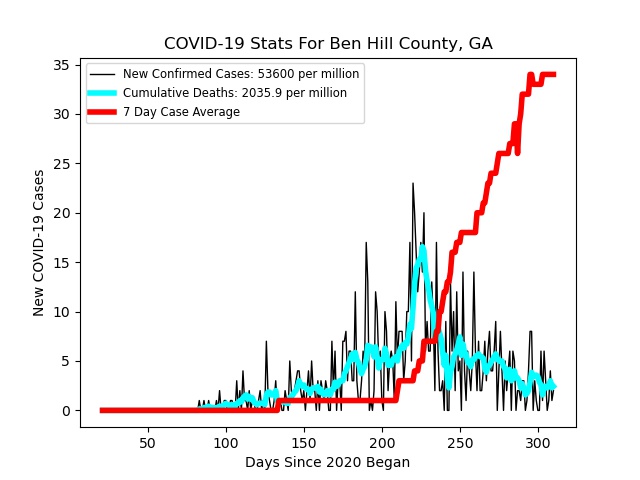 COVID-19 Stats For Ben Hill County, GA
New Confirmed Cases: 53600 per million
Cumulative Deaths: 2035.9 per million
7 Day Case Average
35
30
25
20
15
10
5
0
New COVID-19 Cases
50 100 150 200 250 300
Days Since 2020 Began